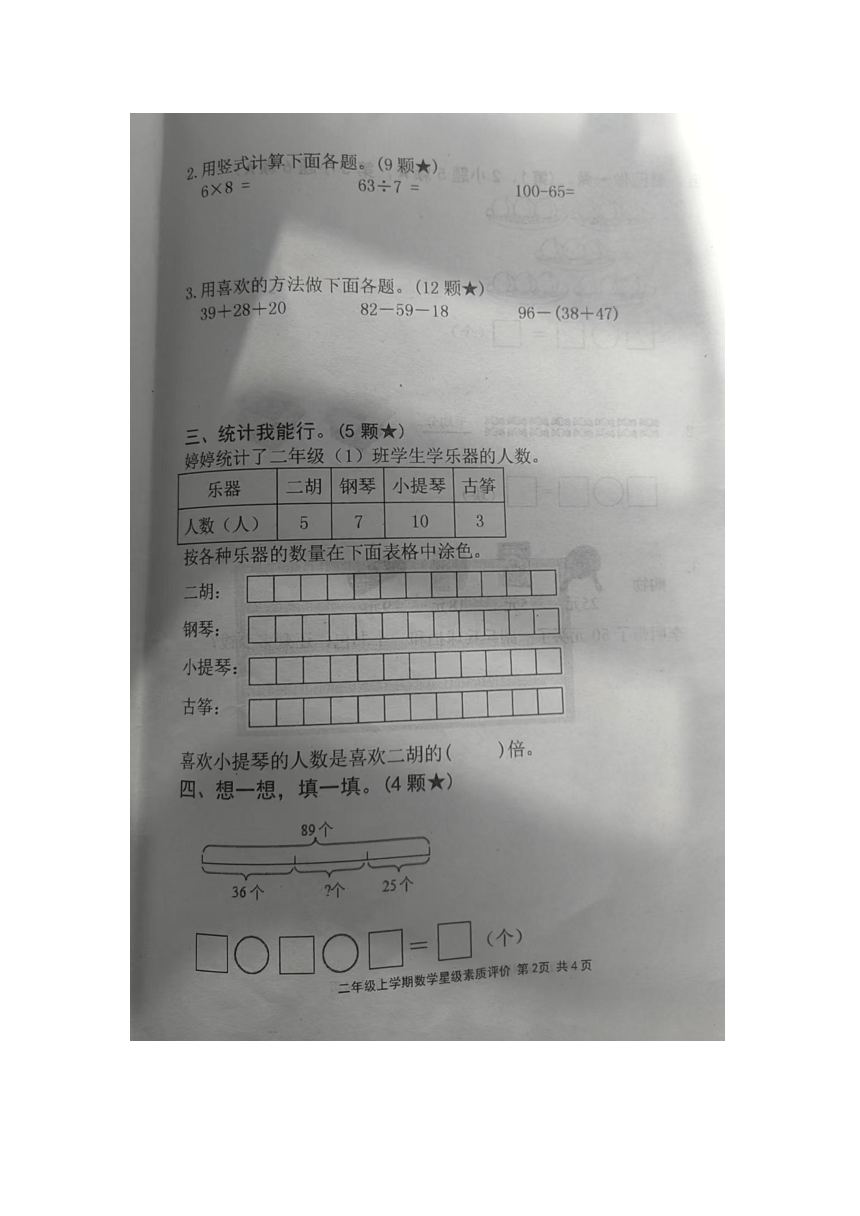 2.用竖式计算下面各题。(9颗★)
6×8= 63÷7= 100-65=
3.用喜欢的方法做下面各题。(12颗★)
39+28+20 82-59-18 96-(38+47)
三、统计我能行。(5颗★)
婷婷统计了二年级(1)班学生学乐器的人数。
乐器 二胡 钢琴 小提琴 古筝
人数(人) 5 7 10 3
按各种乐器的数量在下面表格中涂色。
二胡:
钢琴:
小提琴:
古筝:
喜欢小提琴的人数是喜欢二胡的( )倍。
四、想一想,填一填。(4颗★)
89个
36个 ?个 25个
□○□○□=□(个)
二年级上学期数学星级素质评价 第2页 共4页